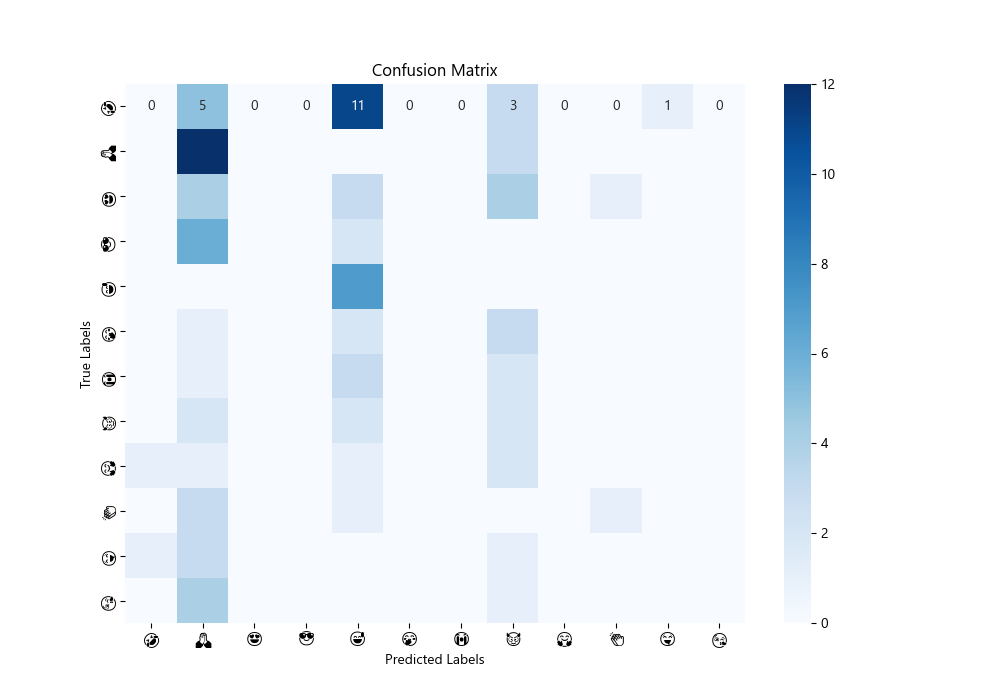 Confusion Matrix
0 5 0 0 11 0 0 3 0 0 1 0
12
10
8
6
4
2
0
True Labels
🤣 🙏 😍 😎 😅 🤭 😭 😈 🤗 👏 😂 😘
Predicted Labels